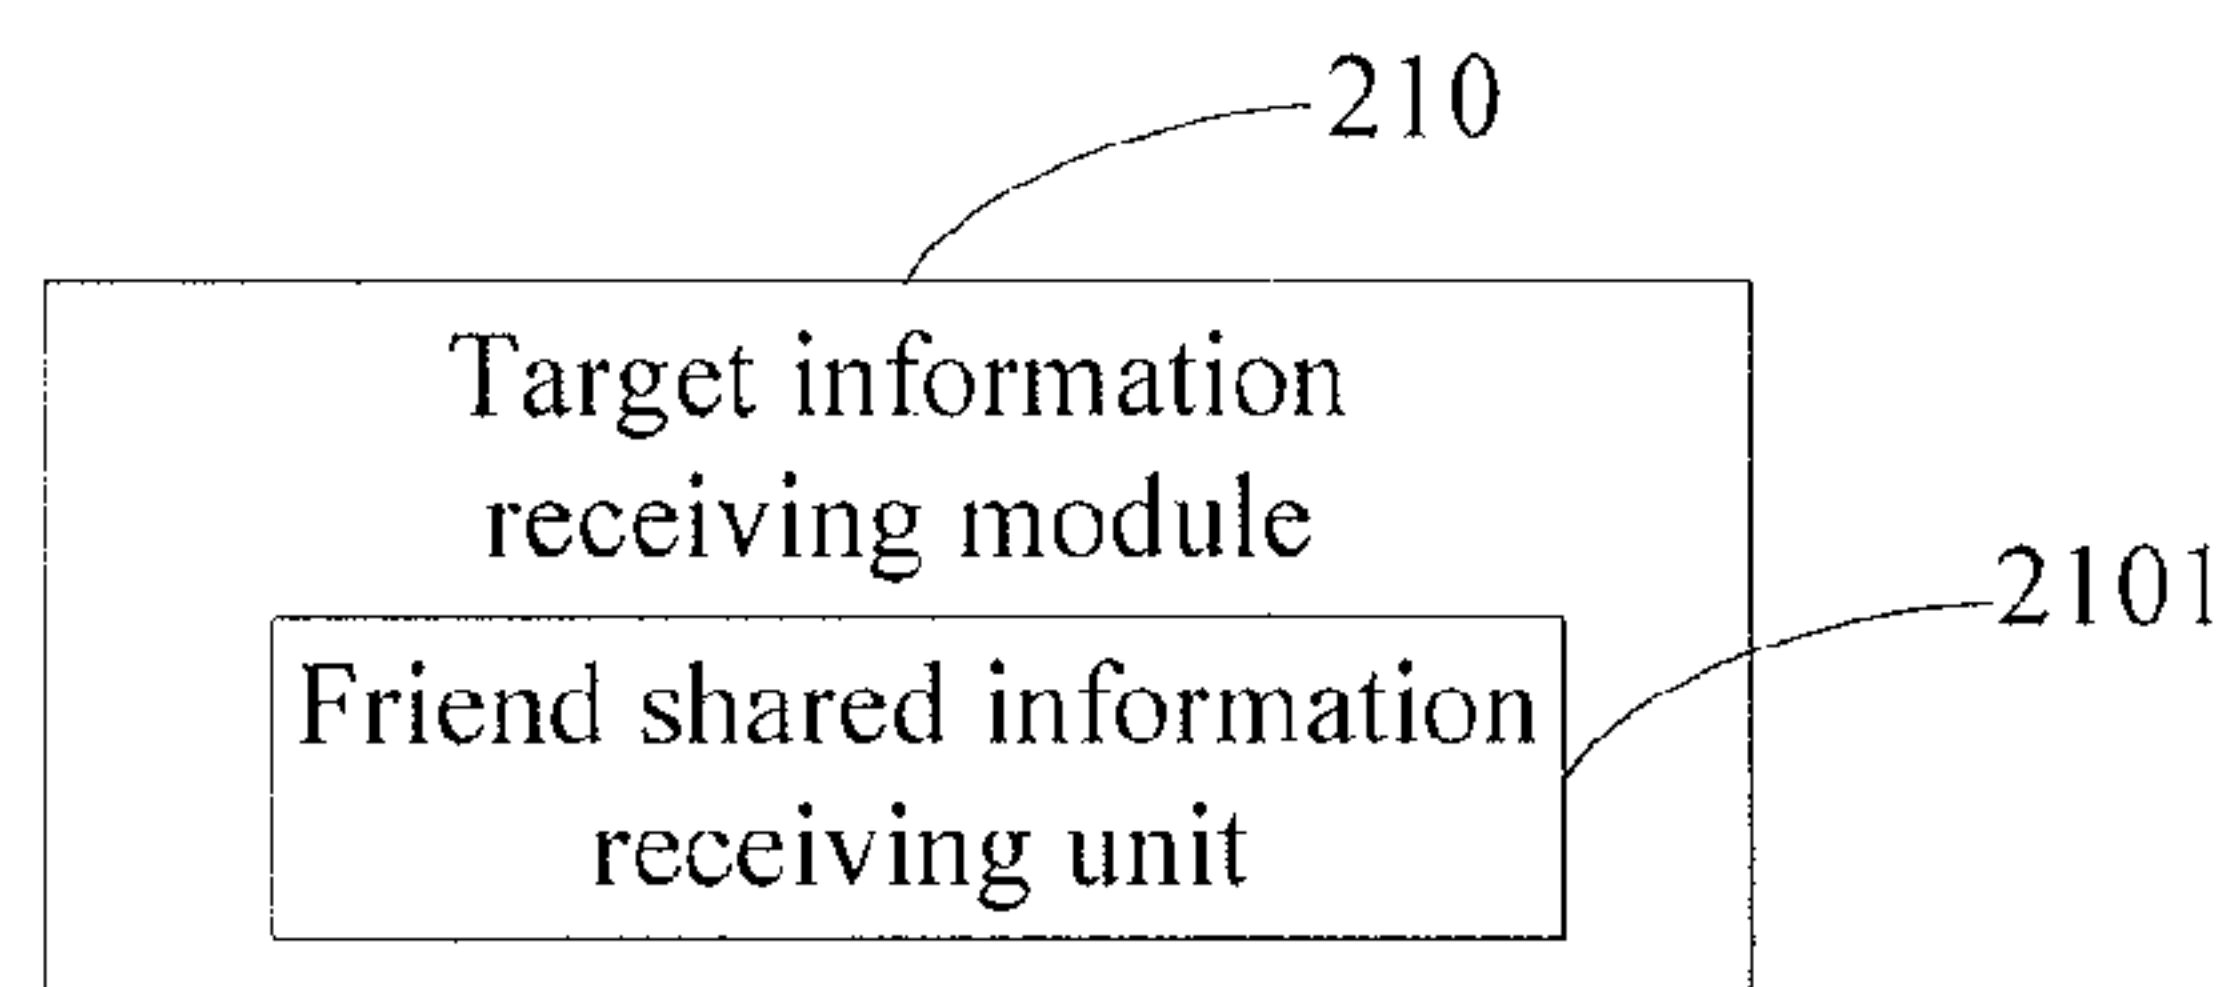 210
Target information
receiving module
2101
Friend shared information
receiving unit